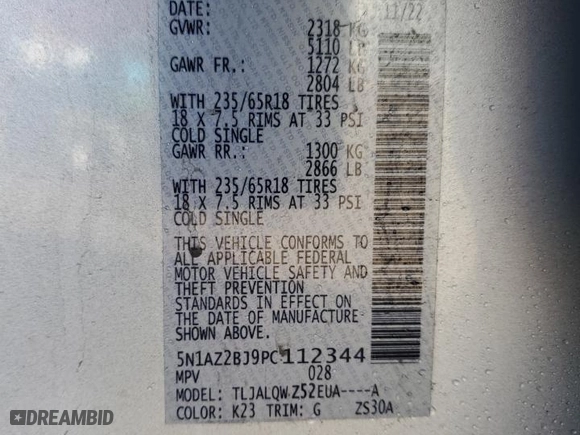 DATE: 11/22
GVWR: 2318 KG
5110 LB
GAWR FR.: 1272 KG
2804 LB
WITH 235/65R18 TIRES
18 X 7.5 RIMS AT 33 PSI
COLD SINGLE
GAWR RR.: 1300 KG
2866 LB
WITH 235/65R18 TIRES
18 X 7.5 RIMS AT 33 PSI
COLD SINGLE
THIS VEHICLE CONFORMS TO
ALL APPLICABLE FEDERAL
MOTOR VEHICLE SAFETY AND
THEFT PREVENTION
STANDARDS IN EFFECT ON
THE DATE OF MANUFACTURE
SHOWN ABOVE.
5N1AZ2BJ9PC112344
MPV 028
MODEL: TLJALQW Z52EUA----A
COLOR: K23 TRIM: G ZS30A
DREAMBID